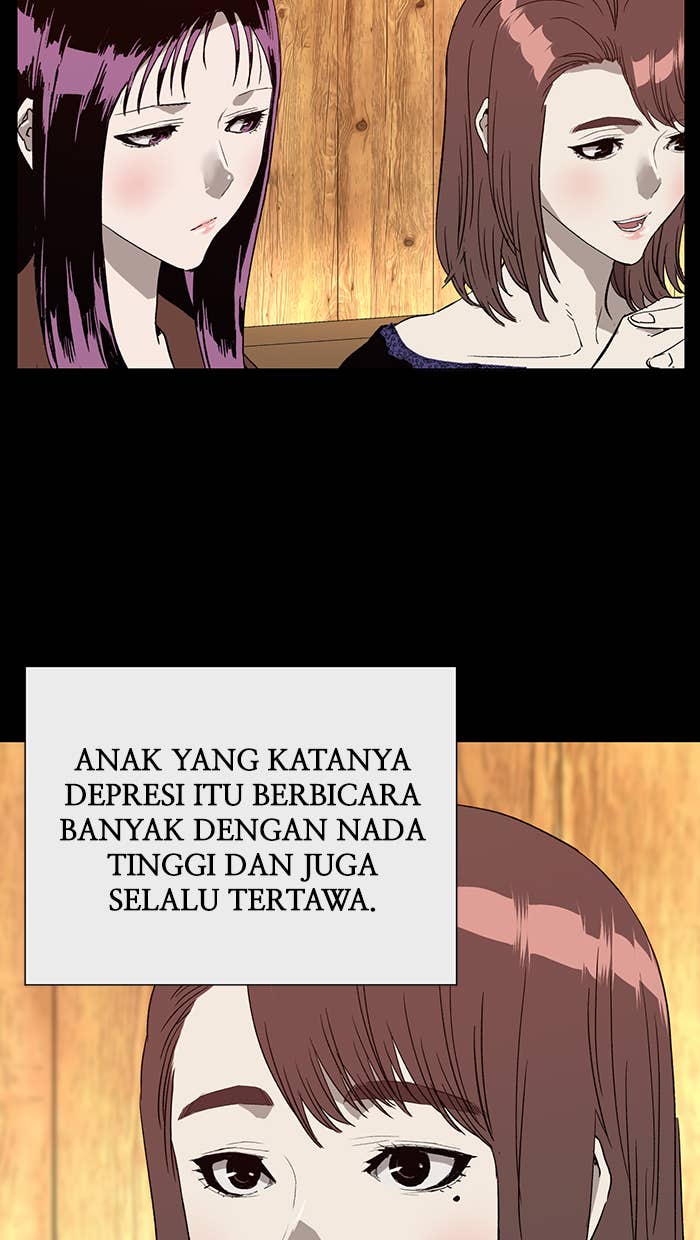 ANAK YANG KATANYA
DEPRESI ITU BERBICARA
BANYAK DENGAN NADA
TINGGI DAN JUGA
SELALU TERTAWA.